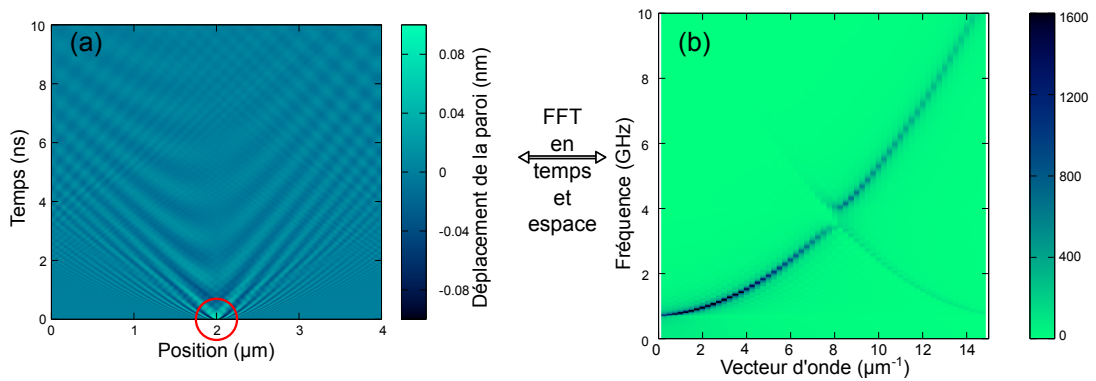 (a)
10
8
6
4
2
0
Temps (ns)
0 1 2 3 4
Position (µm)
0.08
0.04
0
-0.04
-0.08
Déplacement de la paroi (nm)
FFT
en
temps
et
espace
(b)
10
8
6
4
2
0
Fréquence (GHz)
0 2 4 6 8 10 12 14
Vecteur d'onde (µm⁻¹)
1600
1200
800
400
0